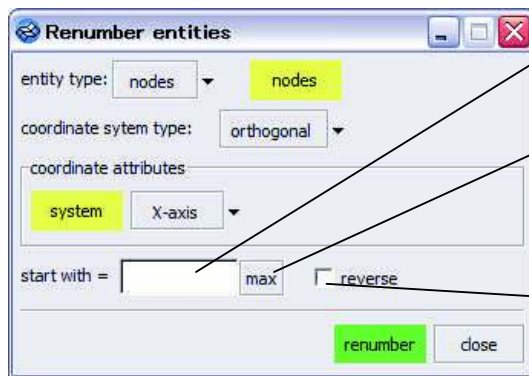 Renumber entities
entity type: nodes nodes
coordinate sytem type: orthogonal
coordinate attributes
system X-axis
start with = max reverse
renumber close